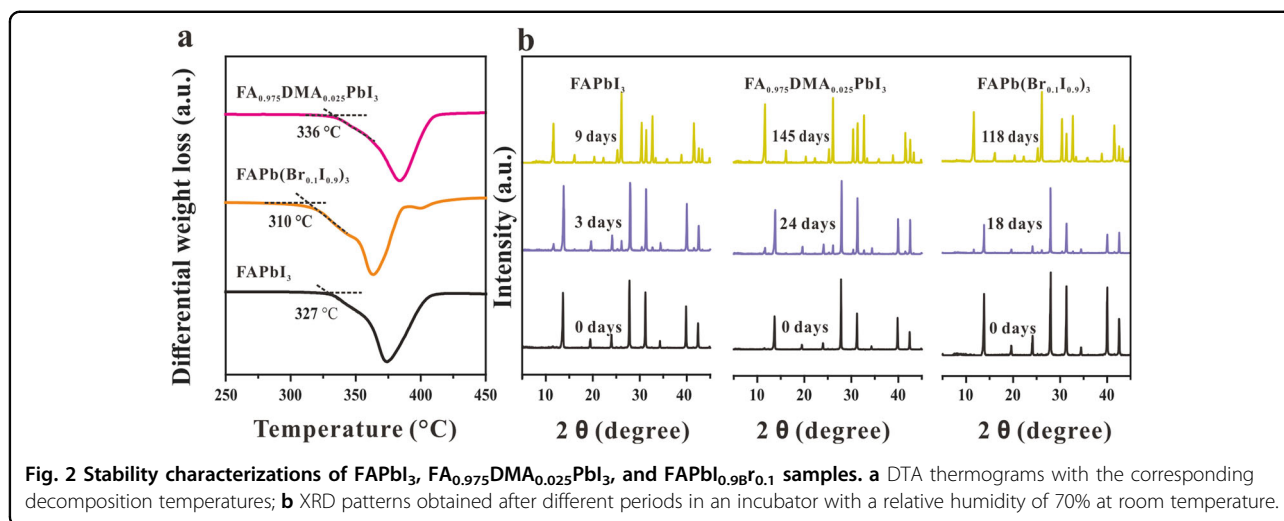 a
Differential weight loss (a.u.)
FA₀.₉₇₅DMA₀.₀₂₅PbI₃
336 °C
FAPb(Br₀.₁I₀.₉)₃
310 °C
FAPbI₃
327 °C
250 300 350 400 450
Temperature (°C)
b
Intensity (a.u.)
FAPbI₃
9 days
3 days
0 days
10 20 30 40
2 θ (degree)
FA₀.₉₇₅DMA₀.₀₂₅PbI₃
145 days
24 days
0 days
10 20 30 40
2 θ (degree)
FAPb(Br₀.₁I₀.₉)₃
118 days
18 days
0 days
10 20 30 40
2 θ (degree)
Fig. 2 Stability characterizations of FAPbI₃, FA₀.₉₇₅DMA₀.₀₂₅PbI₃, and FAPbI₀.₉Br₀.₁ samples. a DTA thermograms with the corresponding
decomposition temperatures; b XRD patterns obtained after different periods in an incubator with a relative humidity of 70% at room temperature.